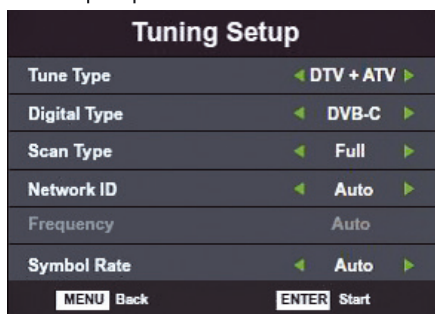 Tuning Setup
Tune Type DTV + ATV
Digital Type DVB-C
Scan Type Full
Network ID Auto
Frequency Auto
Symbol Rate Auto
MENU Back ENTER Start